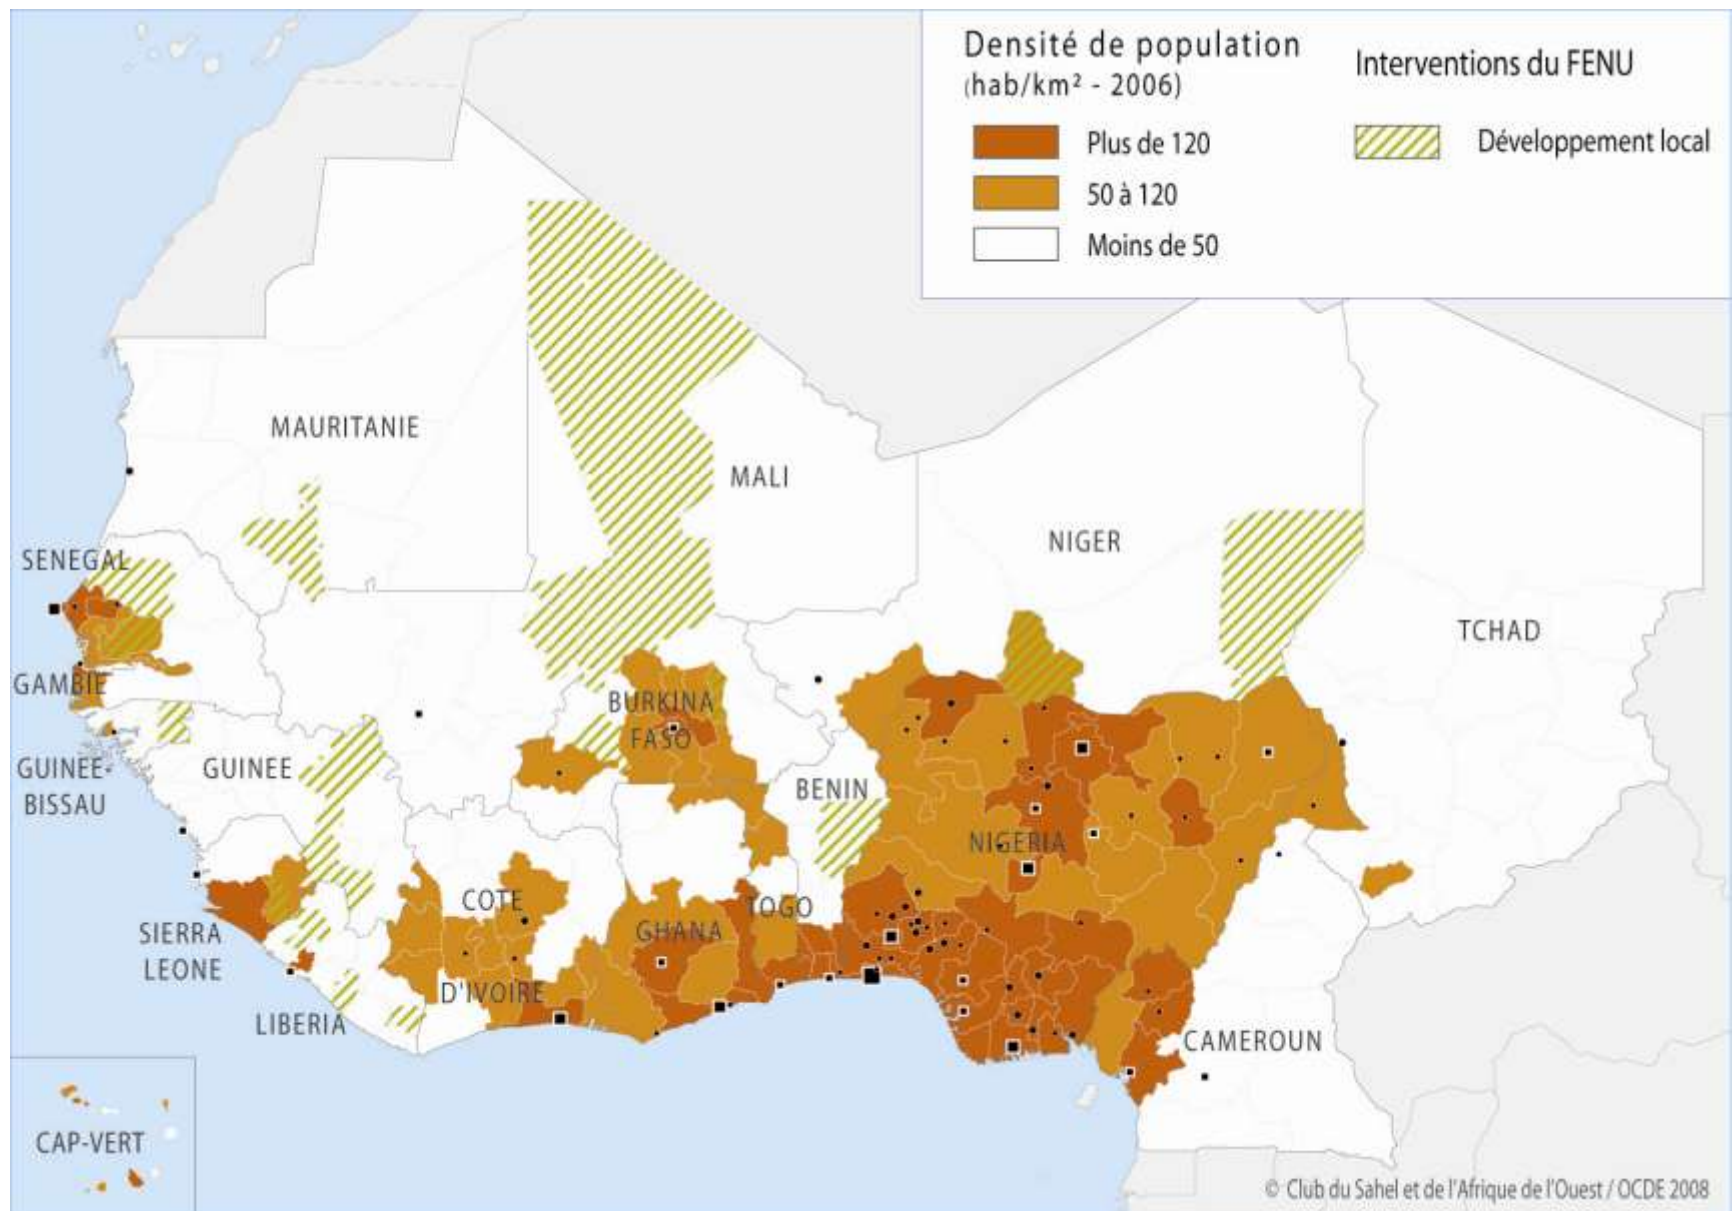 Densité de population
(hab/km² - 2006)
Plus de 120
50 à 120
Moins de 50
Interventions du FENU
Développement local
MAURITANIE
MALI
NIGER
TCHAD
SENEGAL
GAMBIE
GUINEE-
BISSAU
GUINEE
BURKINA
FASO
BENIN
NIGERIA
SIERRA
LEONE
LIBERIA
COTE
D'IVOIRE
GHANA
TOGO
CAMEROUN
CAP-VERT
© Club du Sahel et de l'Afrique de l'Ouest / OCDE 2008